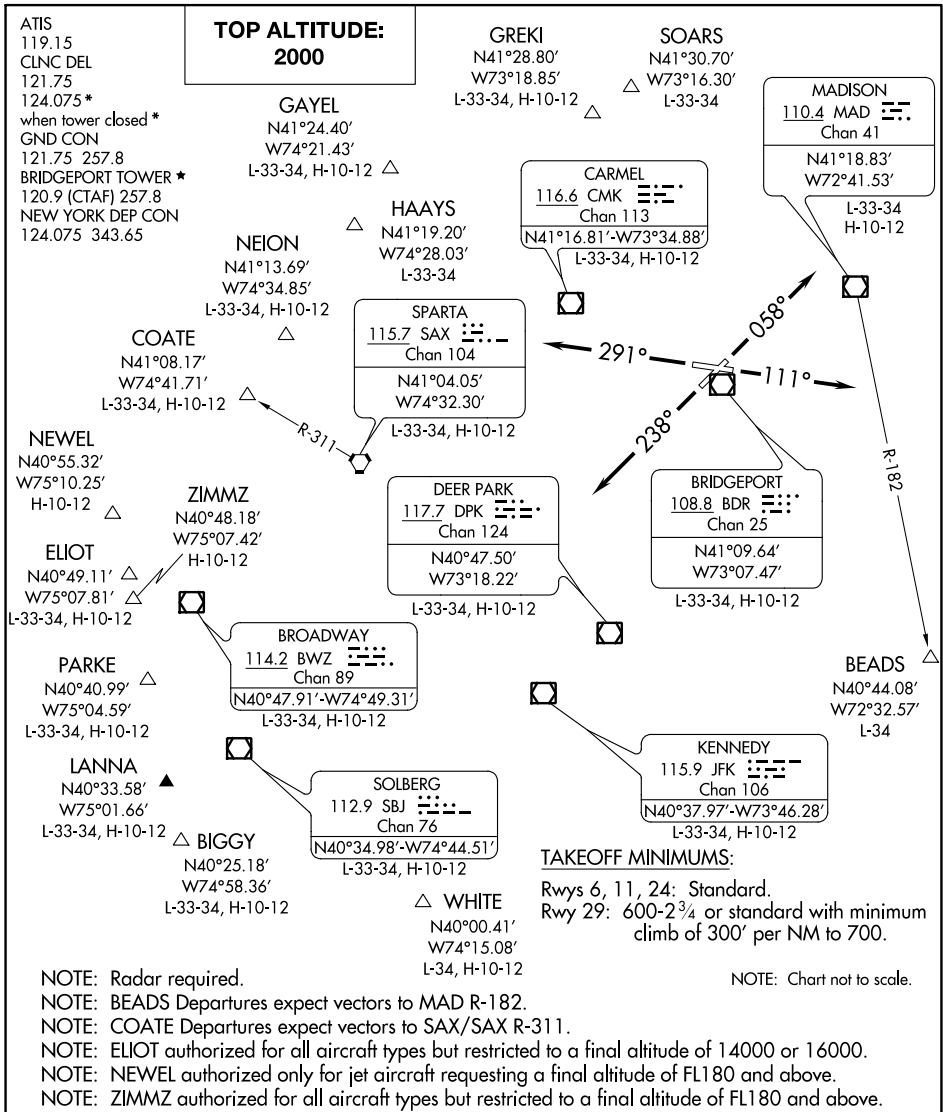 ATIS
119.15
CLNC DEL
121.75
124.075 *
when tower closed *
GND CON
121.75 257.8
BRIDGEPORT TOWER ★
120.9 (CTAF) 257.8
NEW YORK DEP CON
124.075 343.65
TOP ALTITUDE:
2000
GREKI
N41°28.80′
W73°18.85′
L-33-34, H-10-12
SOARS
N41°30.70′
W73°16.30′
L-33-34
MADISON
110.4 MAD
Chan 41
N41°18.83′
W72°41.53′
L-33-34
H-10-12
GAYEL
N41°24.40′
W74°21.43′
L-33-34, H-10-12
CARMEL
116.6 CMK
Chan 113
N41°16.81′-W73°34.88′
L-33-34, H-10-12
HAAYS
N41°19.20′
W74°28.03′
L-33-34
NEION
N41°13.69′
W74°34.85′
L-33-34, H-10-12
SPARTA
115.7 SAX
Chan 104
N41°04.05′
W74°32.30′
L-33-34, H-10-12
COATE
N41°08.17′
W74°41.71′
L-33-34, H-10-12
R-311
291°
058°
111°
238°
R-182
NEWEL
N40°55.32′
W75°10.25′
H-10-12
ZIMMZ
N40°48.18′
W75°07.42′
H-10-12
DEER PARK
117.7 DPK
Chan 124
N40°47.50′
W73°18.22′
L-33-34, H-10-12
BRIDGEPORT
108.8 BDR
Chan 25
N41°09.64′
W73°07.47′
L-33-34, H-10-12
ELIOT
N40°49.11′
W75°07.81′
L-33-34, H-10-12
BROADWAY
114.2 BWZ
Chan 89
N40°47.91′-W74°49.31′
L-33-34, H-10-12
PARKE
N40°40.99′
W75°04.59′
L-33-34, H-10-12
BEADS
N40°44.08′
W72°32.57′
L-34
LANNA
N40°33.58′
W75°01.66′
L-33-34, H-10-12
SOLBERG
112.9 SBJ
Chan 76
N40°34.98′-W74°44.51′
L-33-34, H-10-12
KENNEDY
115.9 JFK
Chan 106
N40°37.97′-W73°46.28′
L-33-34, H-10-12
BIGGY
N40°25.18′
W74°58.36′
L-33-34, H-10-12
WHITE
N40°00.41′
W74°15.08′
L-34, H-10-12
TAKEOFF MINIMUMS:
Rwys 6, 11, 24: Standard.
Rwy 29: 600-2¾ or standard with minimum
climb of 300′ per NM to 700.
NOTE: Radar required.
NOTE: Chart not to scale.
NOTE: BEADS Departures expect vectors to MAD R-182.
NOTE: COATE Departures expect vectors to SAX/SAX R-311.
NOTE: ELIOT authorized for all aircraft types but restricted to a final altitude of 14000 or 16000.
NOTE: NEWEL authorized only for jet aircraft requesting a final altitude of FL180 and above.
NOTE: ZIMMZ authorized for all aircraft types but restricted to a final altitude of FL180 and above.